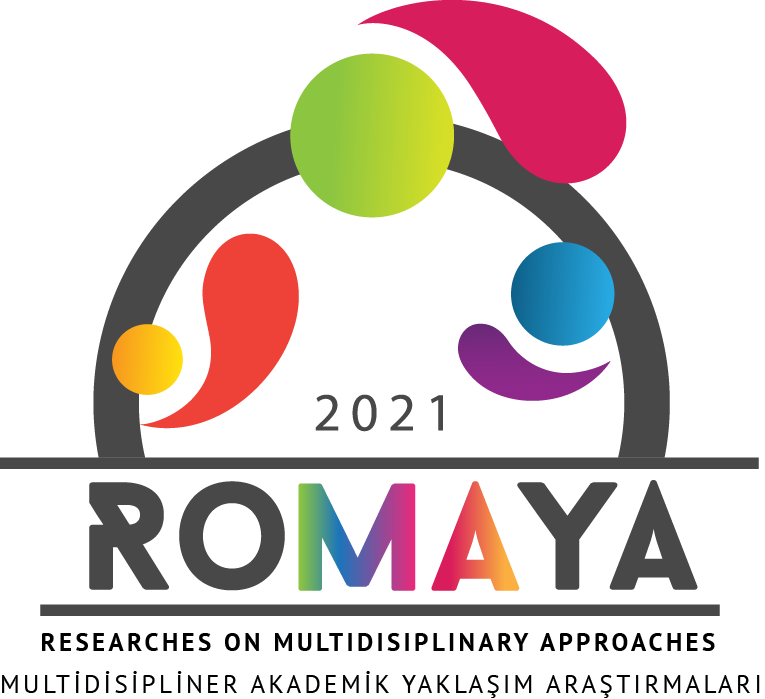 2021
ROMAYA
RESEARCHES ON MULTIDISIPLINARY APPROACHES
MULTİDİSİPLİNER AKADEMİK YAKLAŞIM ARAŞTIRMALARI